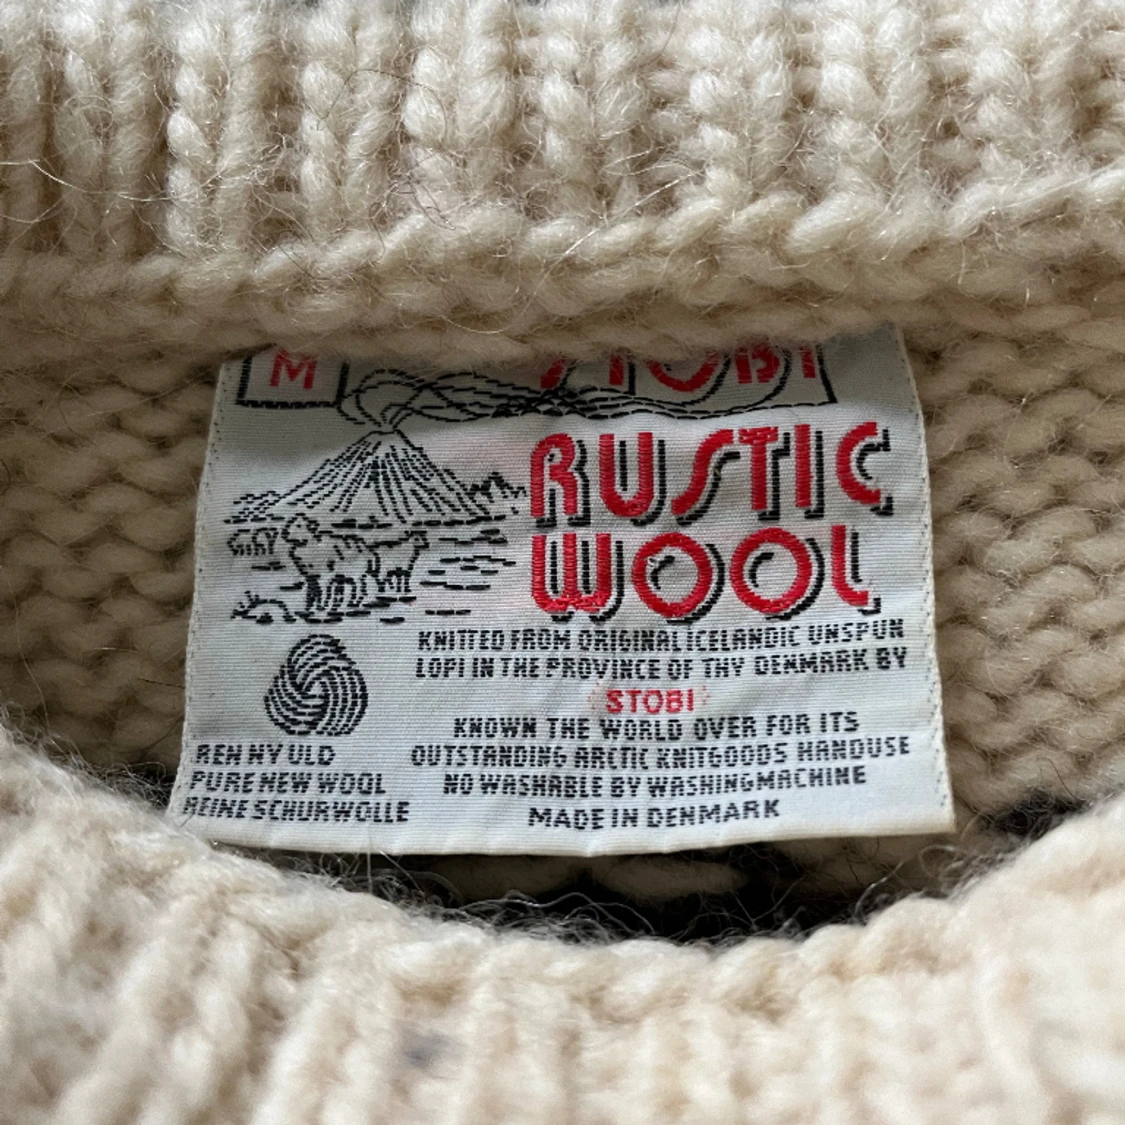 M
STOBI
RUSTIC
WOOL
KNITTED FROM ORIGINAL ICELANDIC UNSPUN
LOPI IN THE PROVINCE OF THY DENMARK BY
STOBI
KNOWN THE WORLD OVER FOR ITS
OUTSTANDING ARCTIC KNITGOODS HANDUSE
NO WASHABLE BY WASHINGMACHINE
MADE IN DENMARK
REN NY ULD
PURE NEW WOOL
REINE SCHURWOLLE